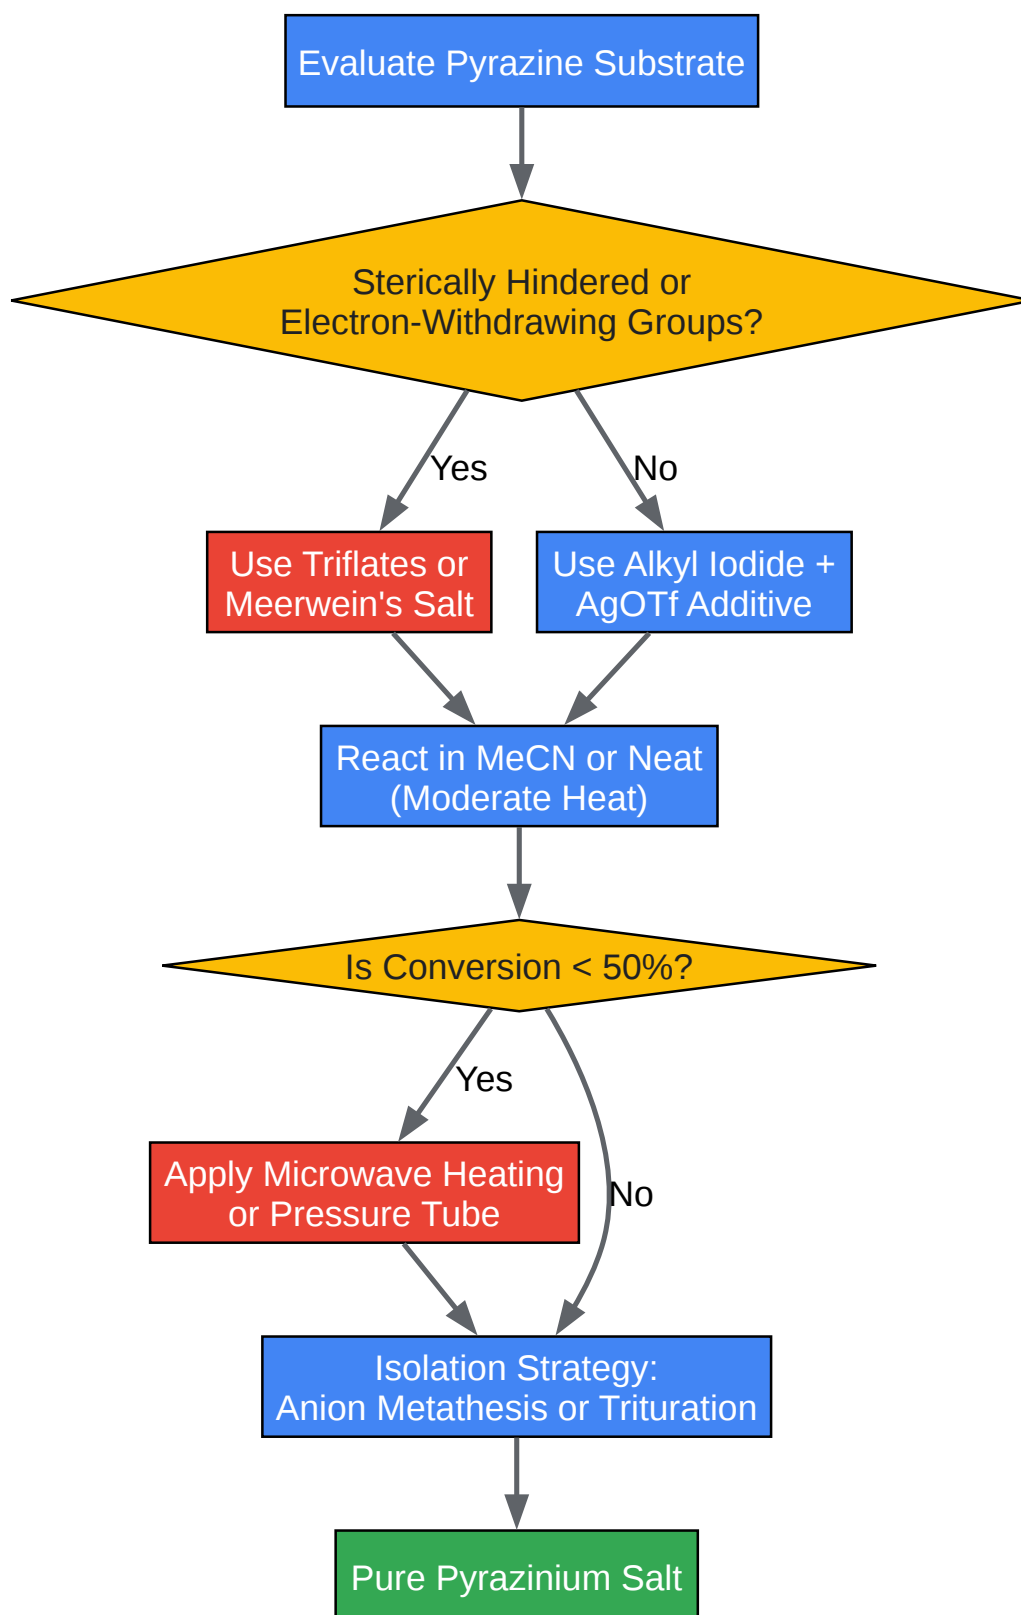 Evaluate Pyrazine Substrate
Sterically Hindered or
Electron-Withdrawing Groups?
Yes
No
Use Triflates or
Meerwein's Salt
Use Alkyl Iodide +
AgOTf Additive
React in MeCN or Neat
(Moderate Heat)
Is Conversion < 50%?
Yes
Apply Microwave Heating
or Pressure Tube
No
Isolation Strategy:
Anion Metathesis or Trituration
Pure Pyrazinium Salt